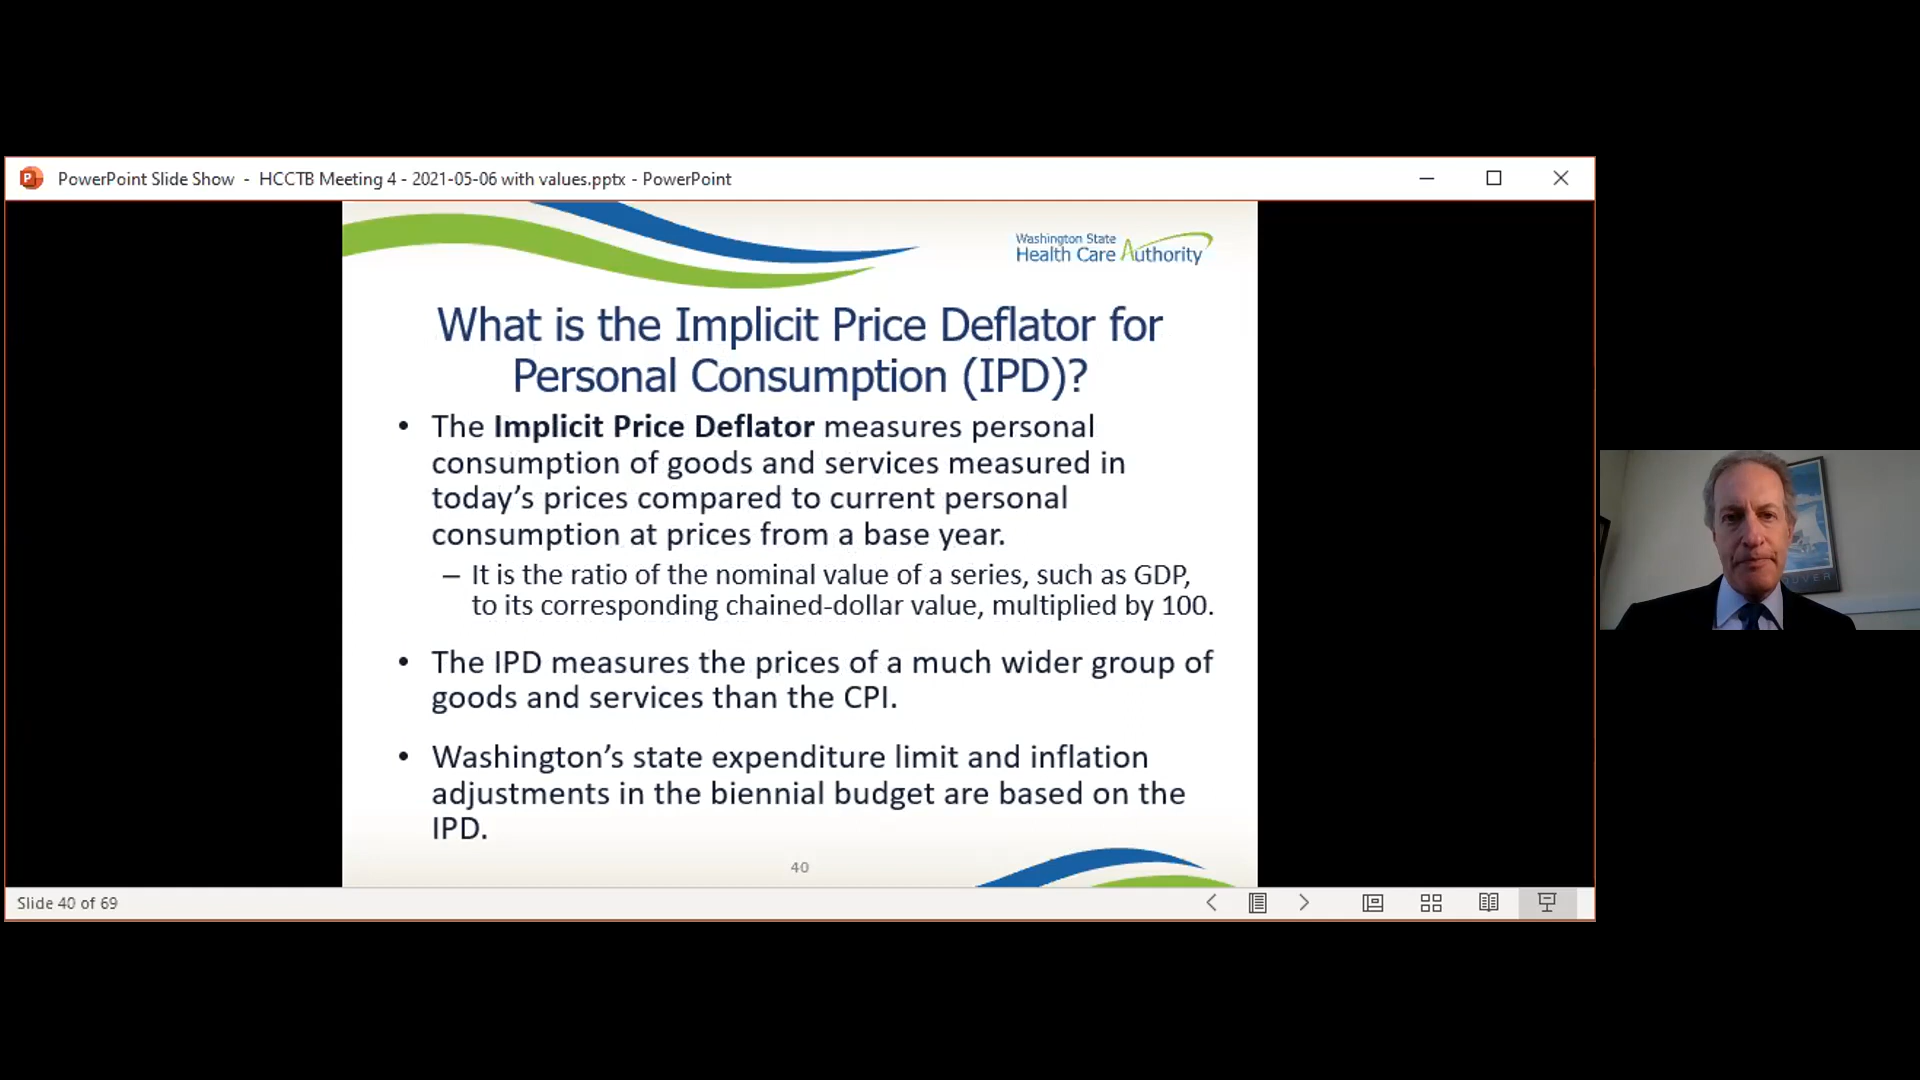 PowerPoint Slide Show - HCCTB Meeting 4 - 2021-05-06 with values.pptx - PowerPoint
Washington State
Health Care Authority
What is the Implicit Price Deflator for
Personal Consumption (IPD)?
• The Implicit Price Deflator measures personal
consumption of goods and services measured in
today’s prices compared to current personal
consumption at prices from a base year.
– It is the ratio of the nominal value of a series, such as GDP,
to its corresponding chained-dollar value, multiplied by 100.
• The IPD measures the prices of a much wider group of
goods and services than the CPI.
• Washington’s state expenditure limit and inflation
adjustments in the biennial budget are based on the
IPD.
40
Slide 40 of 69